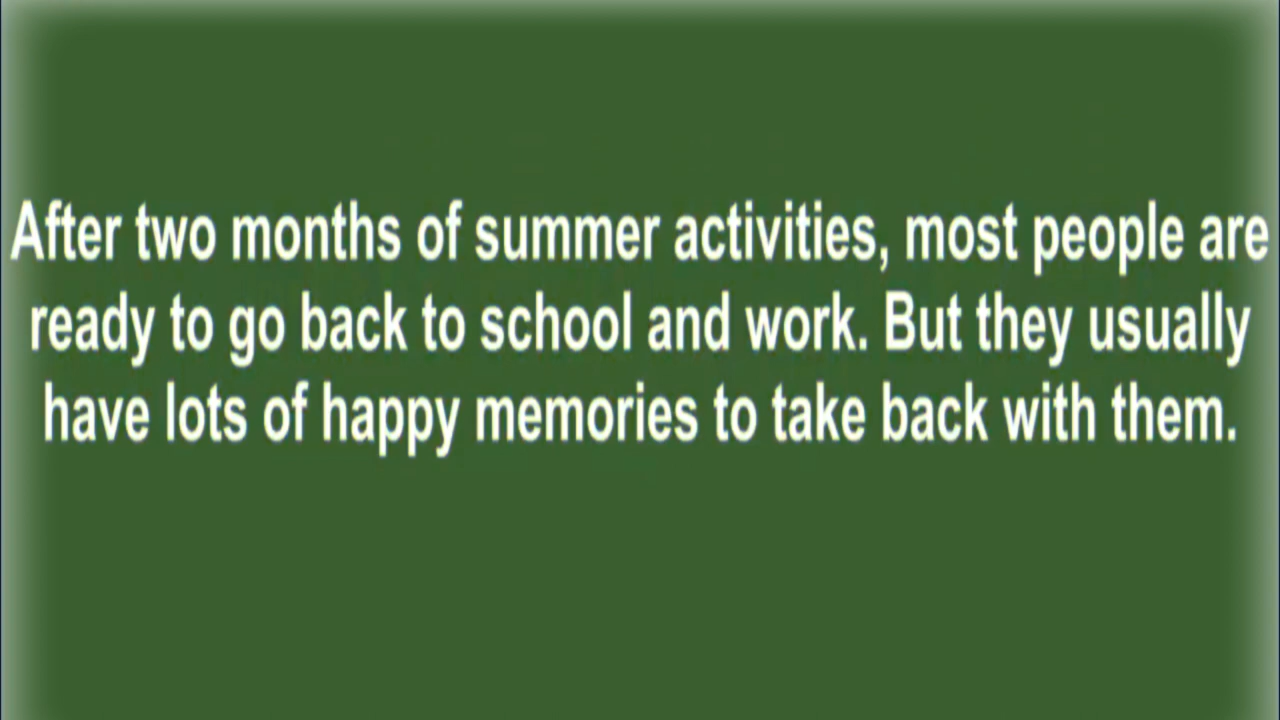 After two months of summer activities, most people are
ready to go back to school and work. But they usually
have lots of happy memories to take back with them.